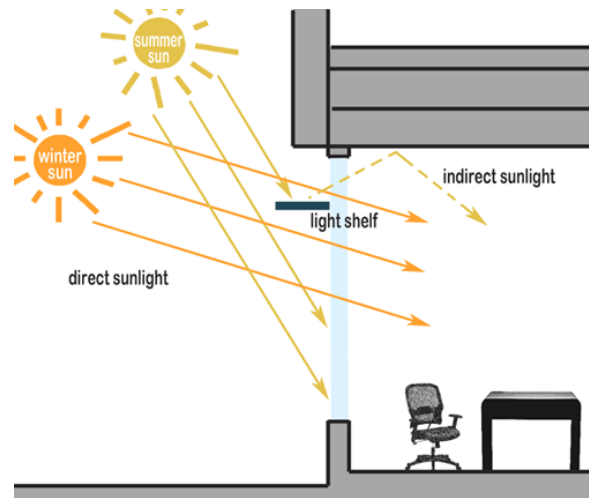 summer
sun
winter
sun
indirect sunlight
light shelf
direct sunlight